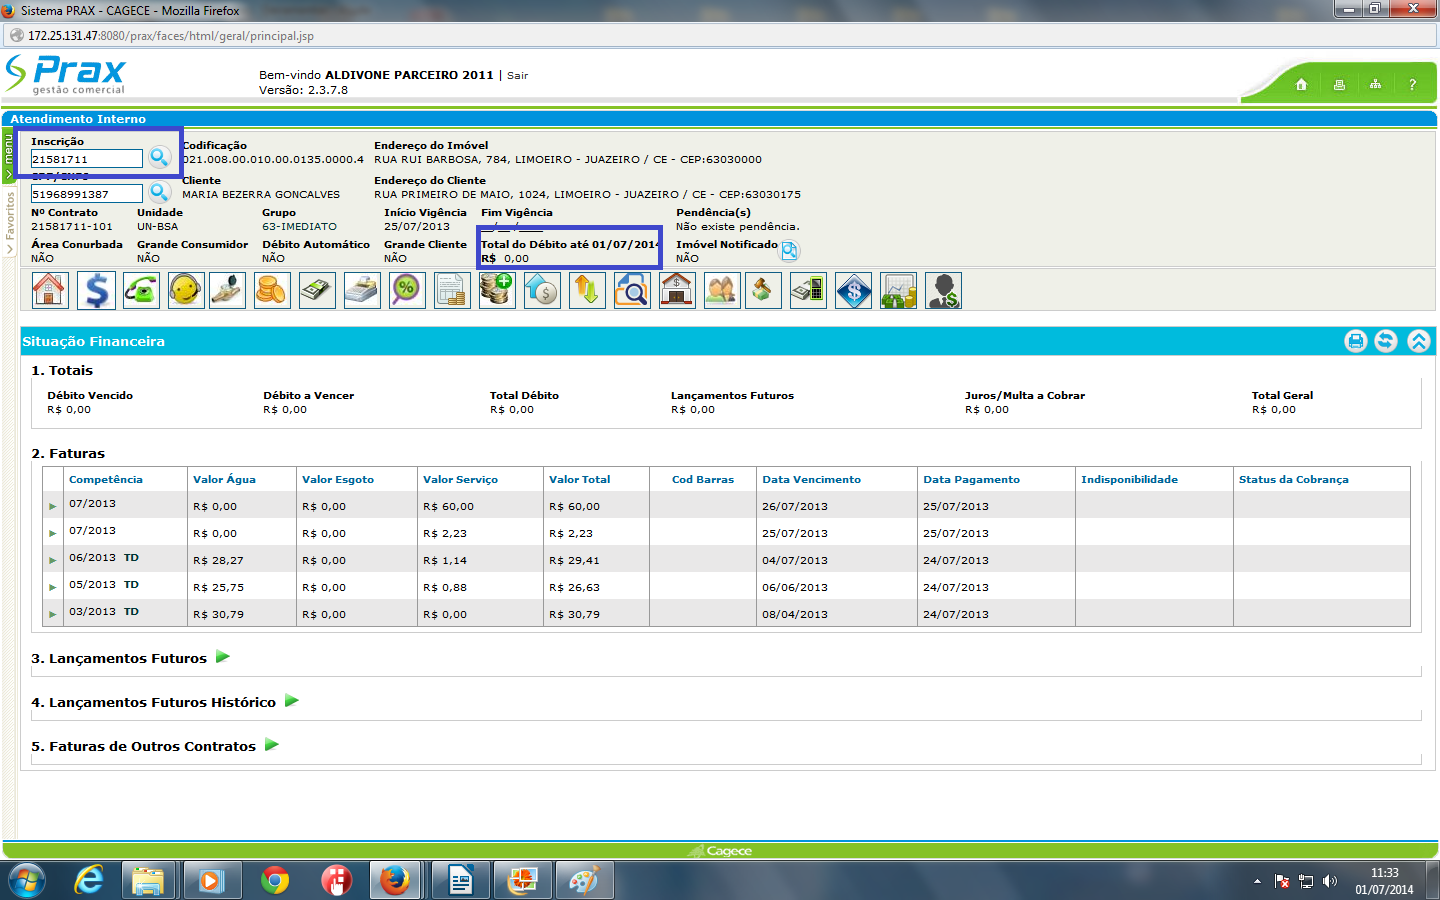 Sistema PRAX - CAGECE - Mozilla Firefox
172.25.131.47:8080/prax/faces/html/geral/principal.jsp
Prax
gestão comercial
Bem-vindo ALDIVONE PARCEIRO 2011 | Sair
Versão: 2.3.7.8
?
Atendimento Interno
menu
Favoritos
Inscrição Codificação Endereço do Imóvel
21581711 021.008.00.010.00.0135.0000.4 RUA RUI BARBOSA, 784, LIMOEIRO - JUAZEIRO / CE - CEP:63030000
CPF/CNPJ Cliente Endereço do Cliente
51968991387 MARIA BEZERRA GONCALVES RUA PRIMEIRO DE MAIO, 1024, LIMOEIRO - JUAZEIRO / CE - CEP:63030175
Nº Contrato Unidade Grupo Início Vigência Fim Vigência Pendência(s)
21581711-101 UN-BSA 63-IMEDIATO 25/07/2013 __/__/____ Não existe pendência.
Área Conurbada Grande Consumidor Débito Automático Grande Cliente Total do Débito até 01/07/2014 Imóvel Notificado
NÃO NÃO NÃO NÃO R$ 0,00 NÃO
Situação Financeira
1. Totais
Débito Vencido Débito a Vencer Total Débito Lançamentos Futuros Juros/Multa a Cobrar Total Geral
R$ 0,00 R$ 0,00 R$ 0,00 R$ 0,00 R$ 0,00 R$ 0,00
2. Faturas
Competência Valor Água Valor Esgoto Valor Serviço Valor Total Cod Barras Data Vencimento Data Pagamento Indisponibilidade Status da Cobrança
07/2013 R$ 0,00 R$ 0,00 R$ 60,00 R$ 60,00 26/07/2013 25/07/2013
07/2013 R$ 0,00 R$ 0,00 R$ 2,23 R$ 2,23 25/07/2013 25/07/2013
06/2013 TD R$ 28,27 R$ 0,00 R$ 1,14 R$ 29,41 04/07/2013 24/07/2013
05/2013 TD R$ 25,75 R$ 0,00 R$ 0,88 R$ 26,63 06/06/2013 24/07/2013
03/2013 TD R$ 30,79 R$ 0,00 R$ 0,00 R$ 30,79 08/04/2013 24/07/2013
3. Lançamentos Futuros
4. Lançamentos Futuros Histórico
5. Faturas de Outros Contratos
Cagece
11:33
01/07/2014